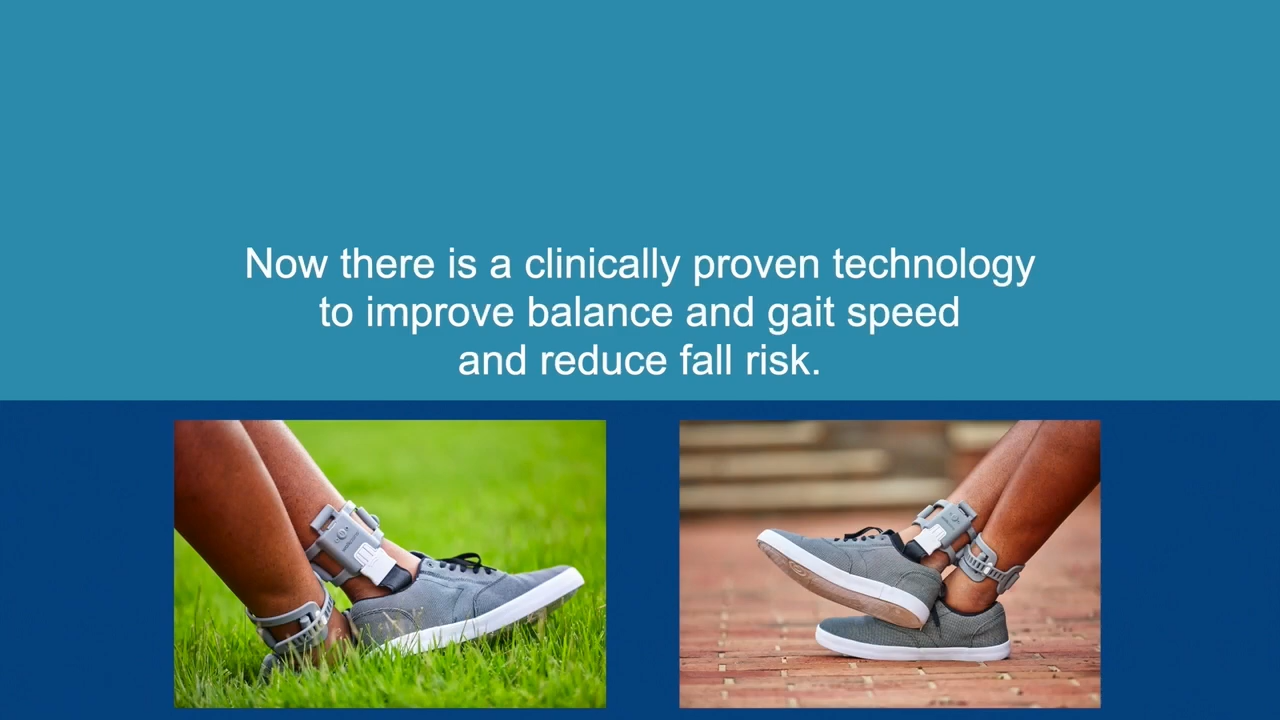 Now there is a clinically proven technology
to improve balance and gait speed
and reduce fall risk.